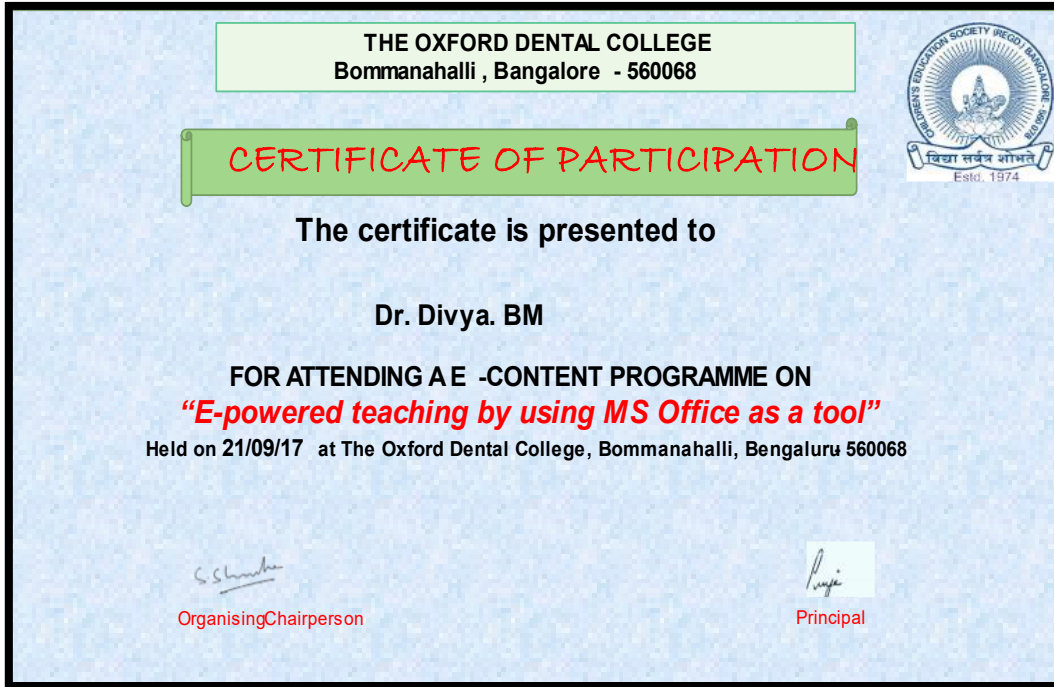 THE OXFORD DENTAL COLLEGE
Bommanahalli , Bangalore - 560068
CHILDREN'S EDUCATION SOCIETY (REGD) BANGALORE - 560 078
विद्या सर्वत्र शोभते
Estd. 1974
CERTIFICATE OF PARTICIPATION
The certificate is presented to
Dr. Divya. BM
FOR ATTENDING A E -CONTENT PROGRAMME ON
“E-powered teaching by using MS Office as a tool”
Held on 21/09/17 at The Oxford Dental College, Bommanahalli, Bengaluru- 560068
OrganisingChairperson
Principal